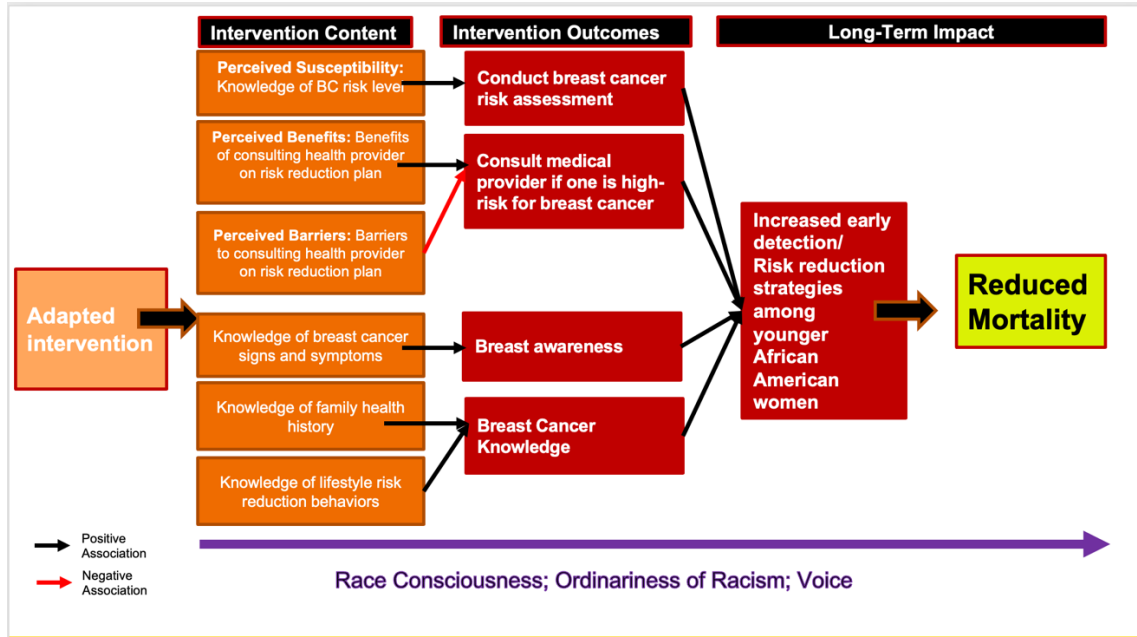 Intervention Content
Intervention Outcomes
Long-Term Impact
Perceived Susceptibility:
Knowledge of BC risk level
Perceived Benefits: Benefits
of consulting health provider
on risk reduction plan
Perceived Barriers: Barriers
to consulting health provider
on risk reduction plan
Knowledge of breast cancer
signs and symptoms
Knowledge of family health
history
Knowledge of lifestyle risk
reduction behaviors
Conduct breast cancer
risk assessment
Consult medical
provider if one is high-
risk for breast cancer
Breast awareness
Breast Cancer
Knowledge
Increased early
detection/
Risk reduction
strategies
among
younger
African
American
women
Adapted
intervention
Reduced
Mortality
Positive
Association
Negative
Association
Race Consciousness; Ordinariness of Racism; Voice